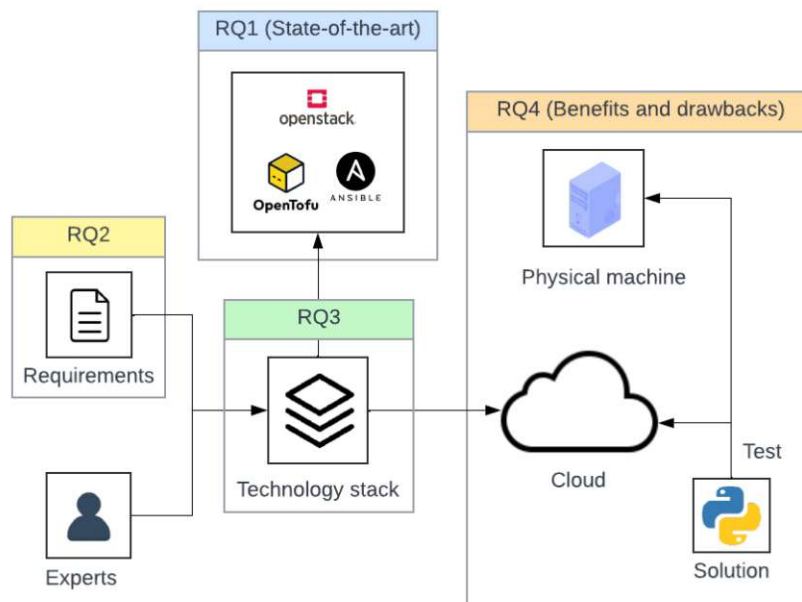 RQ1 (State-of-the-art)
openstack.
OpenTofu
ANSIBLE
RQ4 (Benefits and drawbacks)
Physical machine
RQ2
Requirements
RQ3
Technology stack
Cloud
Test
Experts
Solution